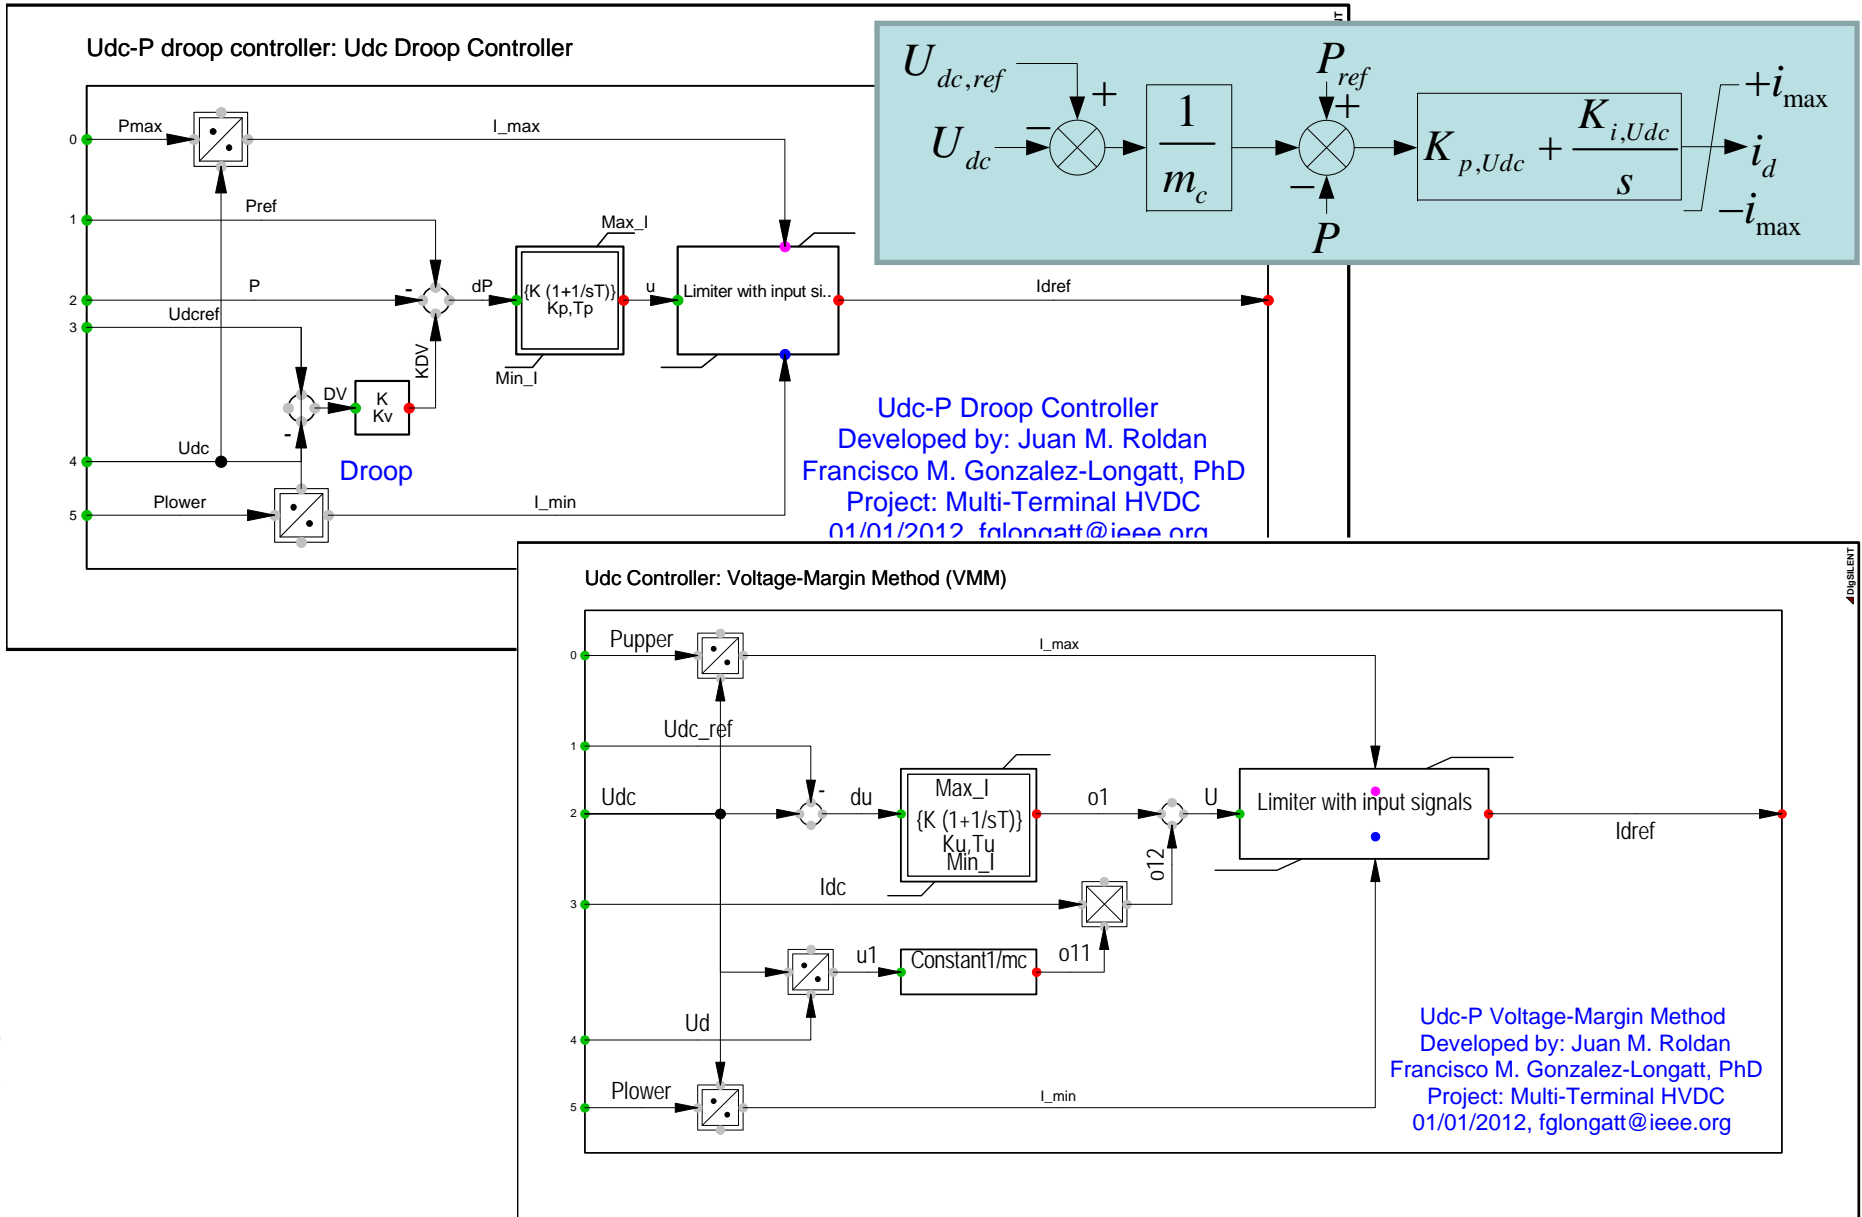 Udc-P droop controller: Udc Droop Controller
0
Pmax
I_max
1
Pref
Max_I
2
P
-
dP
{K (1+1/sT)}
Kp,Tp
u
Limiter with input si..
Idref
3
Udcref
KDV
Min_I
DV
K
Kv
-
4
Udc
Droop
5
Plower
I_min
Udc-P Droop Controller
Developed by: Juan M. Roldan
Francisco M. Gonzalez-Longatt, PhD
Project: Multi-Terminal HVDC
01/01/2012, fglongatt@ieee.org
U dc,ref
+
−
U dc
1
m c
P ref
+
−
P
K p,Udc + K i,Udc
s
+i max
i d
−i max
Udc Controller: Voltage-Margin Method (VMM)
DIgSILENT
0
Pupper
I_max
1
Udc_ref
-
2
Udc
du
Max_I
{K (1+1/sT)}
Ku,Tu
Min_I
o1
U
Limiter with input signals
Idref
o12
3
Idc
u1
Constant1/mc
o11
4
Ud
5
Plower
I_min
Udc-P Voltage-Margin Method
Developed by: Juan M. Roldan
Francisco M. Gonzalez-Longatt, PhD
Project: Multi-Terminal HVDC
01/01/2012, fglongatt@ieee.org